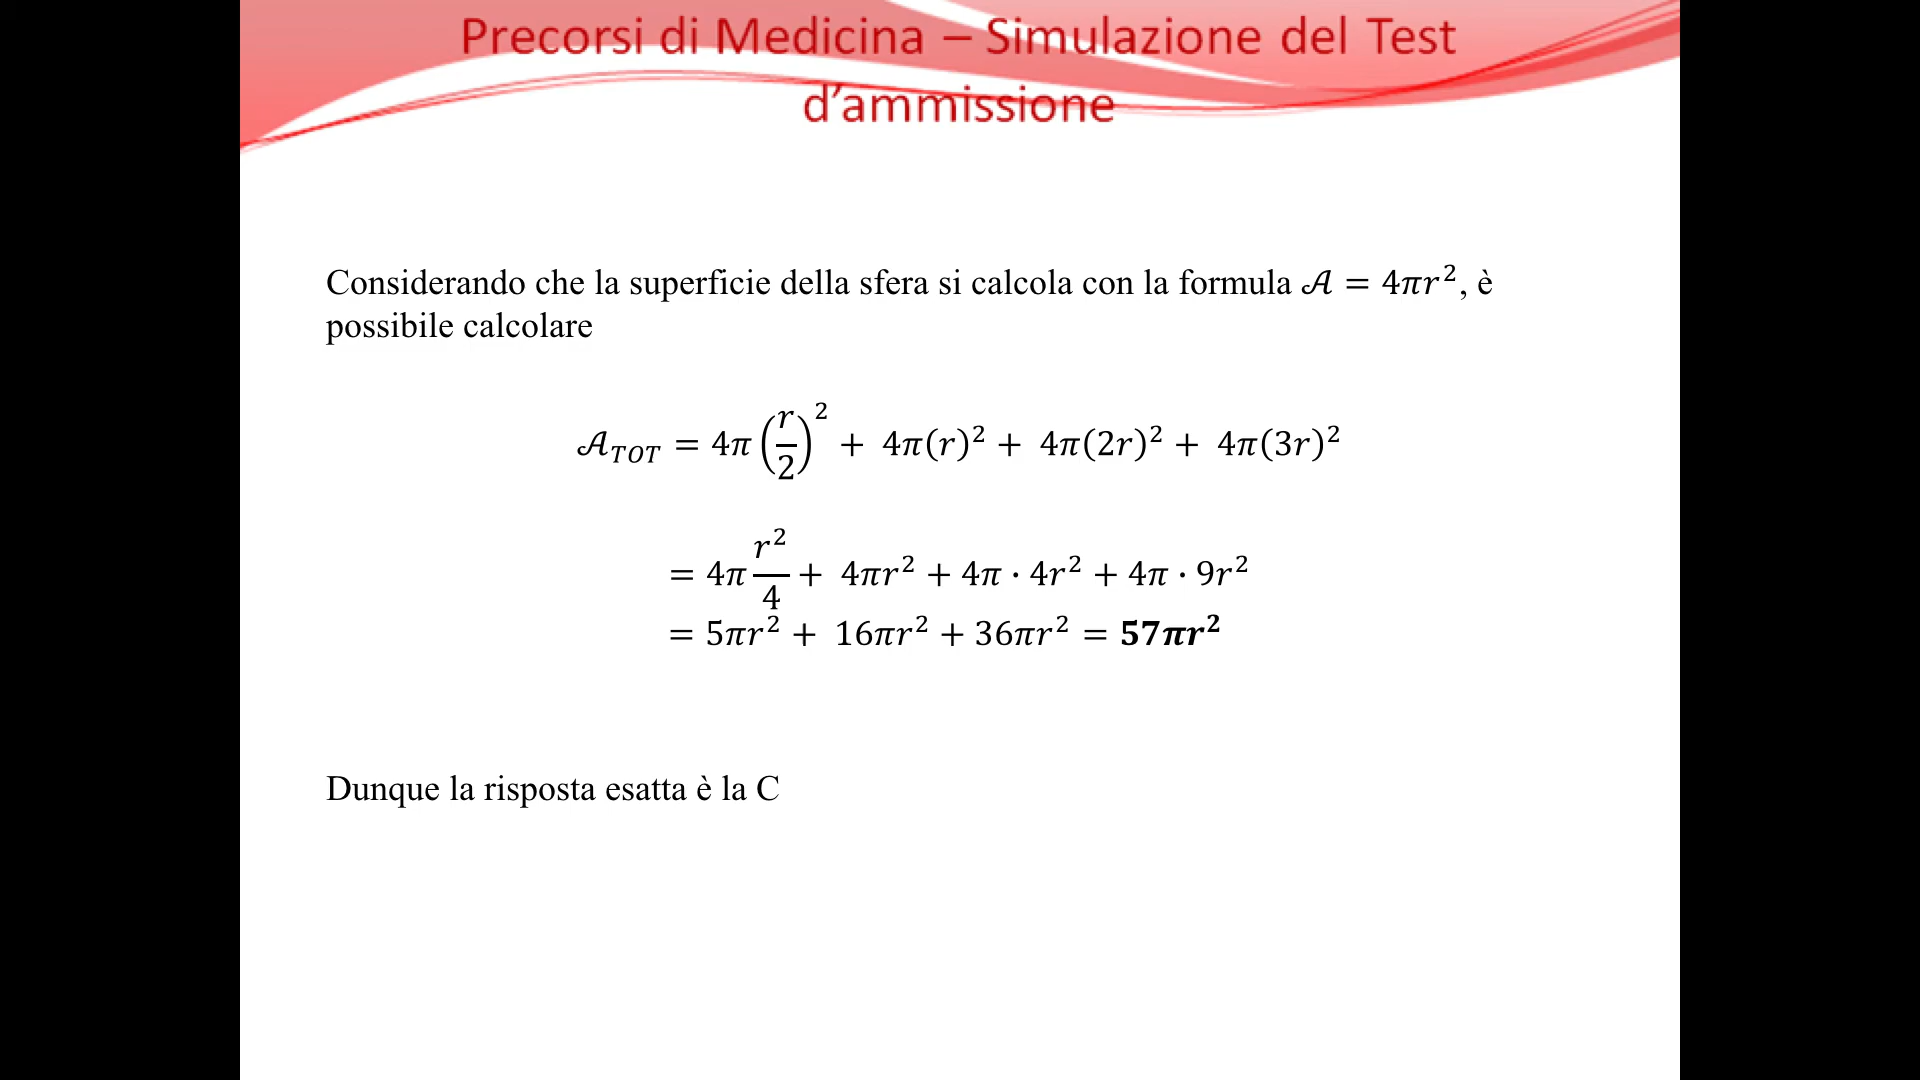 Precorsi di Medicina – Simulazione del Test
d’ammissione
Considerando che la superficie della sfera si calcola con la formula 𝒜 = 4𝜋𝑟², è
possibile calcolare
𝒜_TOT = 4𝜋(𝑟/2)² + 4𝜋(𝑟)² + 4𝜋(2𝑟)² + 4𝜋(3𝑟)²
= 4𝜋 𝑟²/4 + 4𝜋𝑟² + 4𝜋 · 4𝑟² + 4𝜋 · 9𝑟²
= 5𝜋𝑟² + 16𝜋𝑟² + 36𝜋𝑟² = 57𝜋𝑟²
Dunque la risposta esatta è la C